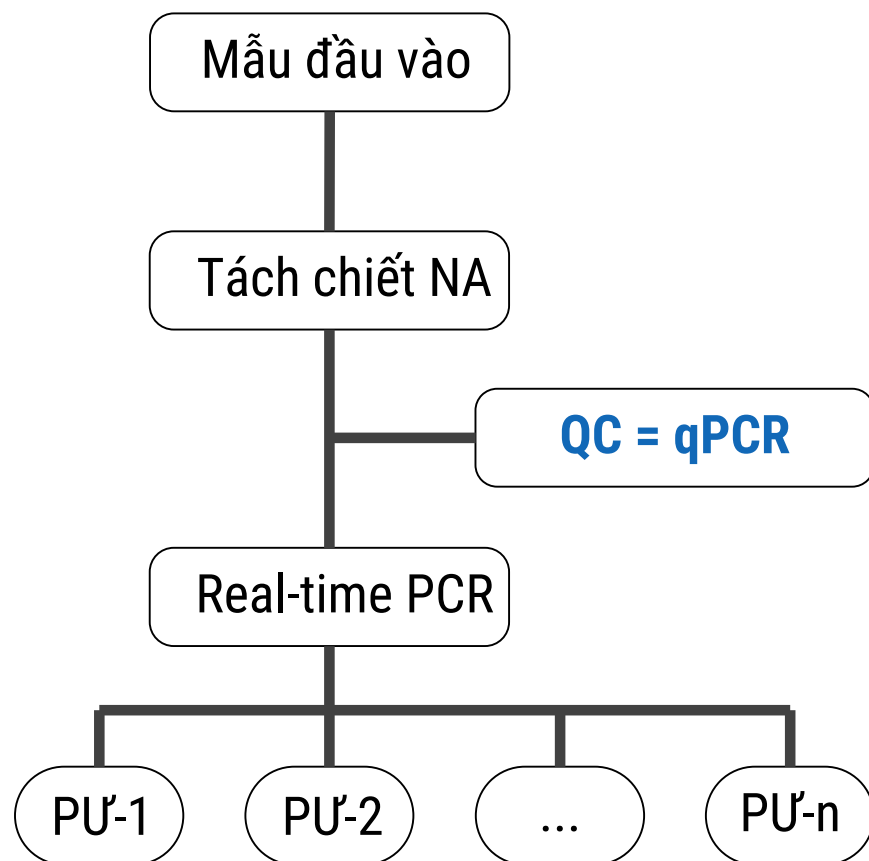 Mẫu đầu vào
Tách chiết NA
QC = qPCR
Real-time PCR
PƯ-1
PƯ-2
...
PƯ-n